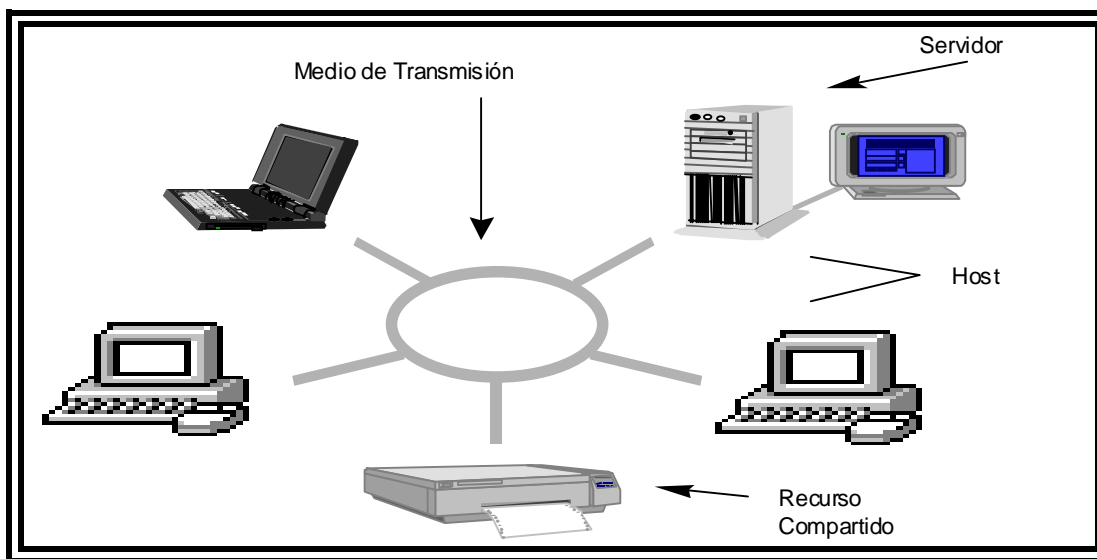 Servidor
Medio de Transmisión
Host
Recurso
Compartido